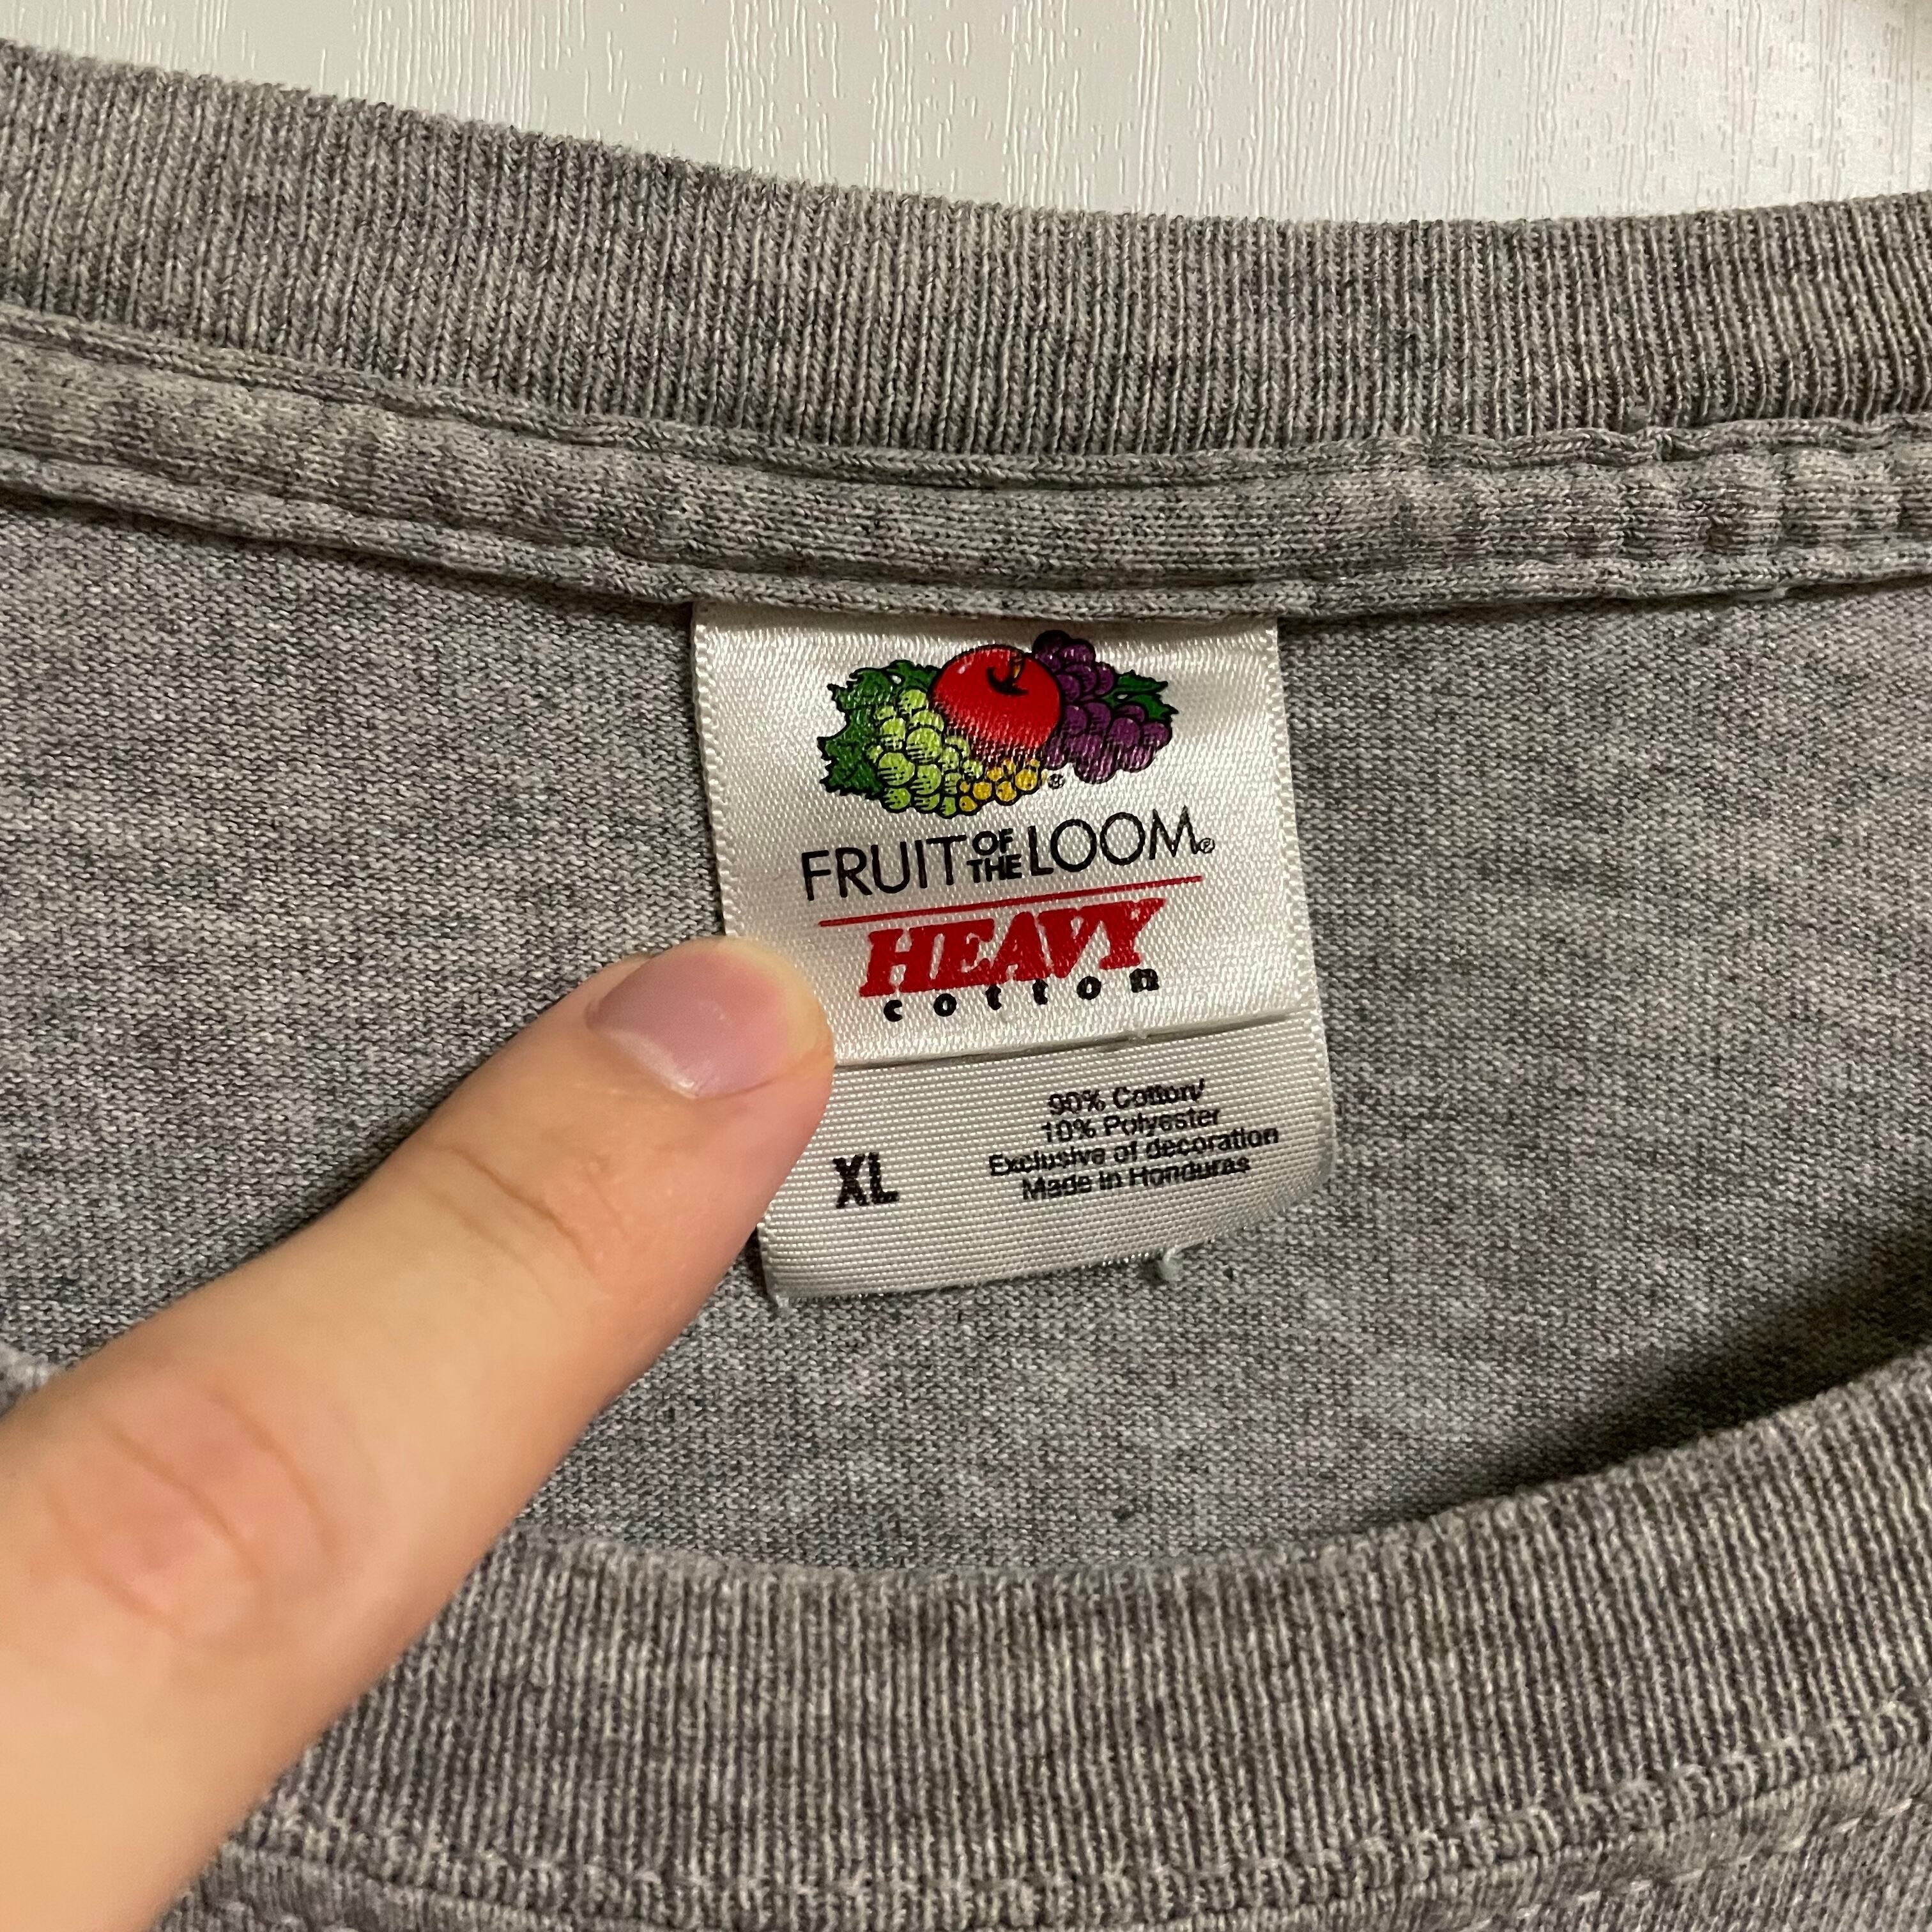 FRUIT OF THE LOOM®
HEAVY
cotton
XL
90% Cotton/
10% Polyester
Exclusive of decoration
Made in Honduras